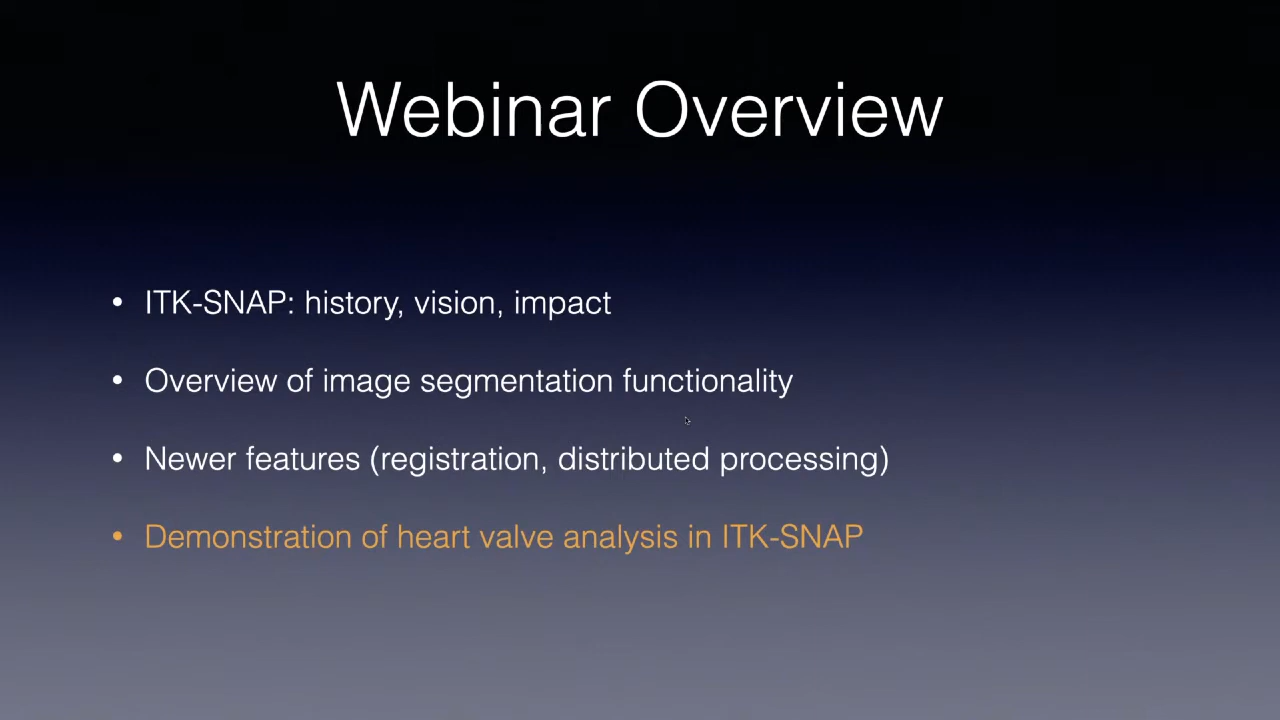 Webinar Overview
• ITK-SNAP: history, vision, impact
• Overview of image segmentation functionality
• Newer features (registration, distributed processing)
• Demonstration of heart valve analysis in ITK-SNAP